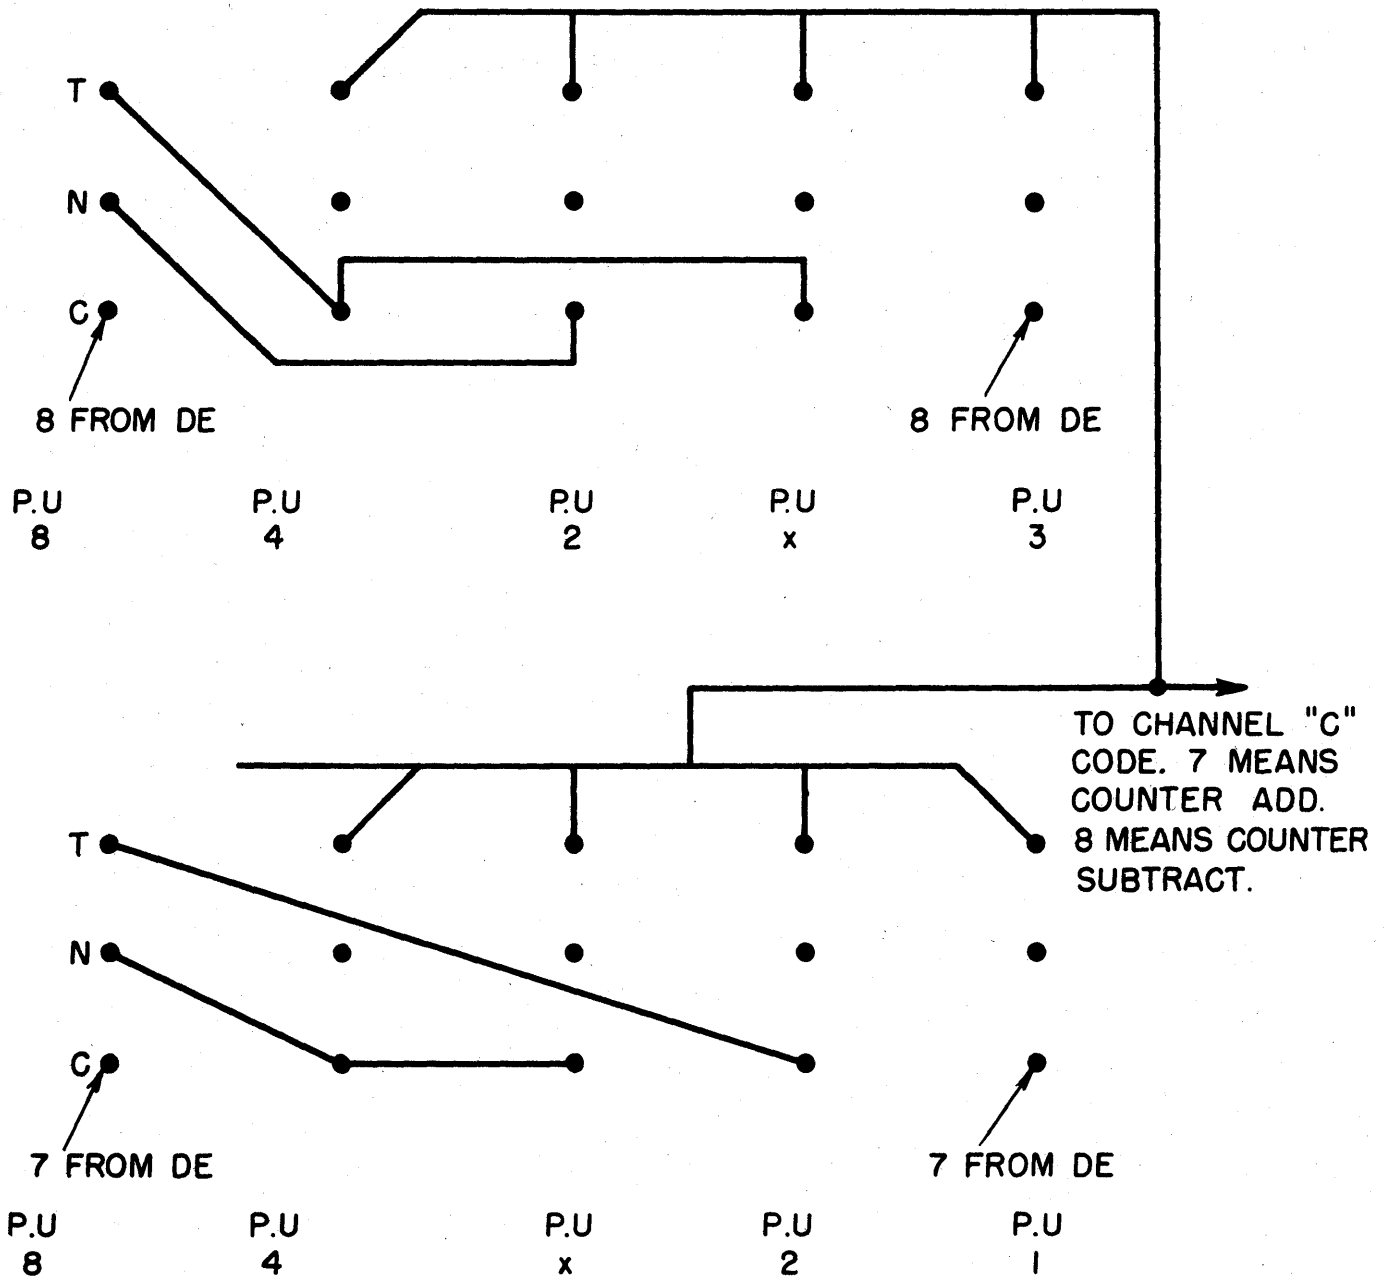 T
N
C
8 FROM DE
8 FROM DE
P.U P.U P.U P.U P.U
8 4 2 x 3
TO CHANNEL "C"
CODE. 7 MEANS
COUNTER ADD.
8 MEANS COUNTER
SUBTRACT.
T
N
C
7 FROM DE
7 FROM DE
P.U P.U P.U P.U P.U
8 4 x 2 1